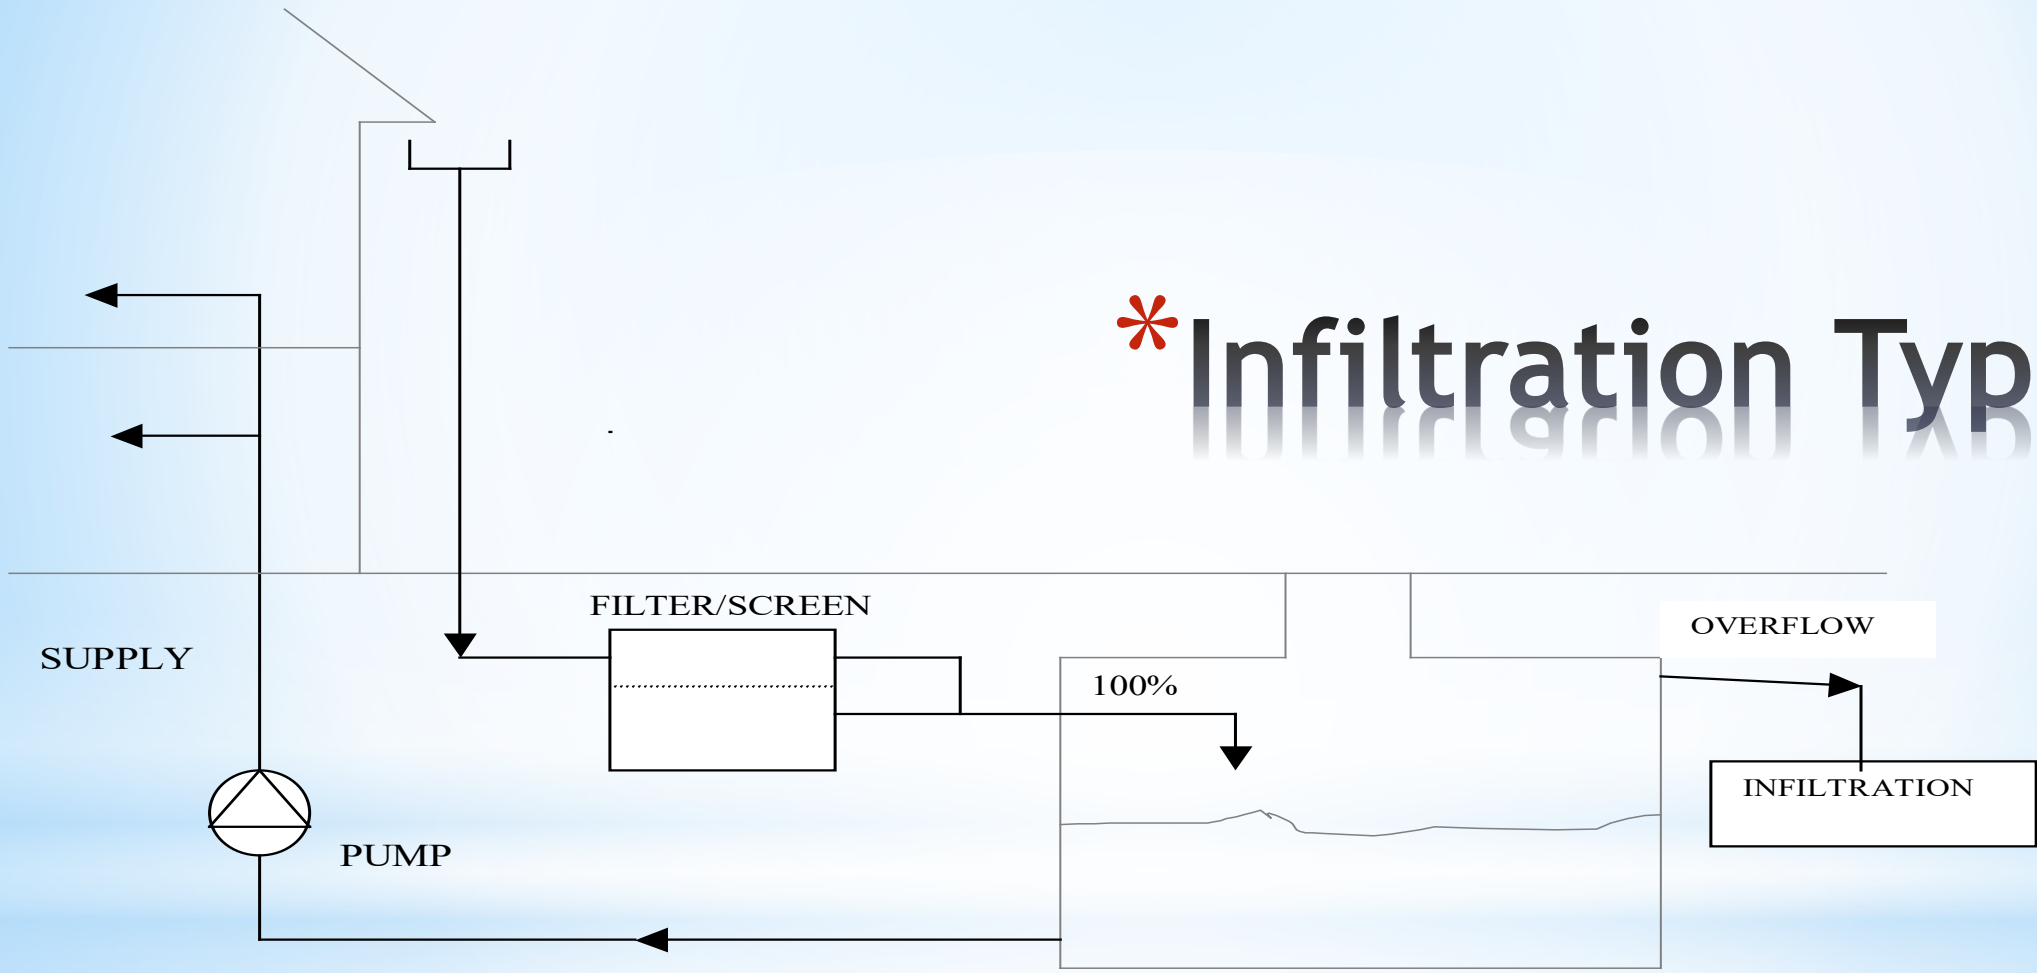 *Infiltration Typ
FILTER/SCREEN
OVERFLOW
SUPPLY
100%
INFILTRATION
PUMP